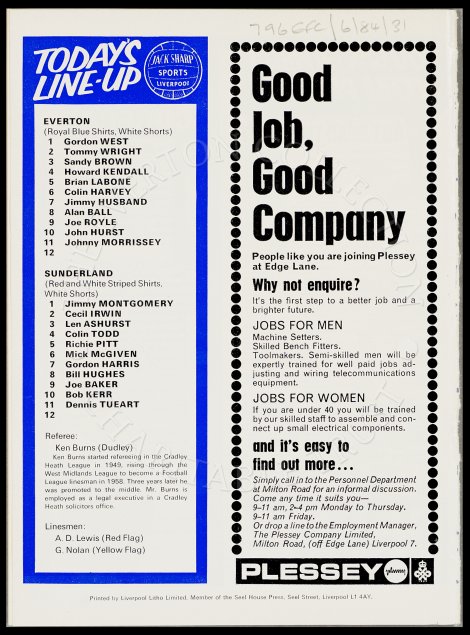 796 EFC/6/84/31
TODAY'S
LINE-UP
JACK SHARP
SPORTS
LIVERPOOL
EVERTON
(Royal Blue Shirts, White Shorts)
1 Gordon WEST
2 Tommy WRIGHT
3 Sandy BROWN
4 Howard KENDALL
5 Brian LABONE
6 Colin HARVEY
7 Jimmy HUSBAND
8 Alan BALL
9 Joe ROYLE
10 John HURST
11 Johnny MORRISSEY
12
SUNDERLAND
(Red and White Striped Shirts,
White Shorts)
1 Jimmy MONTGOMERY
2 Cecil IRWIN
3 Len ASHURST
4 Colin TODD
5 Richie PITT
6 Mick McGIVEN
7 Gordon HARRIS
8 Bill HUGHES
9 Joe BAKER
10 Bob KERR
11 Dennis TUEART
12
Referee:
Ken Burns (Dudley)
Ken Burns started refereeing in the Cradley
Heath League in 1949, rising through the
West Midlands League to become a Football
League linesman in 1958. Three years later he
was promoted to the middle. Mr. Burns is
employed as a legal executive in a Cradley
Heath solicitors office.
Linesmen:
A. D. Lewis (Red Flag)
G. Nolan (Yellow Flag)
Good
Job,
Good
Company
People like you are joining Plessey
at Edge Lane.
Why not enquire?
It's the first step to a better job and a
brighter future.
JOBS FOR MEN
Machine Setters.
Skilled Bench Fitters.
Toolmakers. Semi-skilled men will be
expertly trained for well paid jobs ad-
justing and wiring telecommunications
equipment.
JOBS FOR WOMEN
If you are under 40 you will be trained
by our skilled staff to assemble and con-
nect up small electrical components.
and it's easy to
find out more...
Simply call in to the Personnel Department
at Milton Road for an informal discussion.
Come any time it suits you—
9-11 am, 2-4 pm Monday to Thursday.
9-11 am Friday.
Or drop a line to the Employment Manager,
The Plessey Company Limited,
Milton Road, (off Edge Lane) Liverpool 7.
PLESSEY
Printed by Liverpool Litho Limited, Member of the Seel House Press, Seel Street, Liverpool L1 4AY.